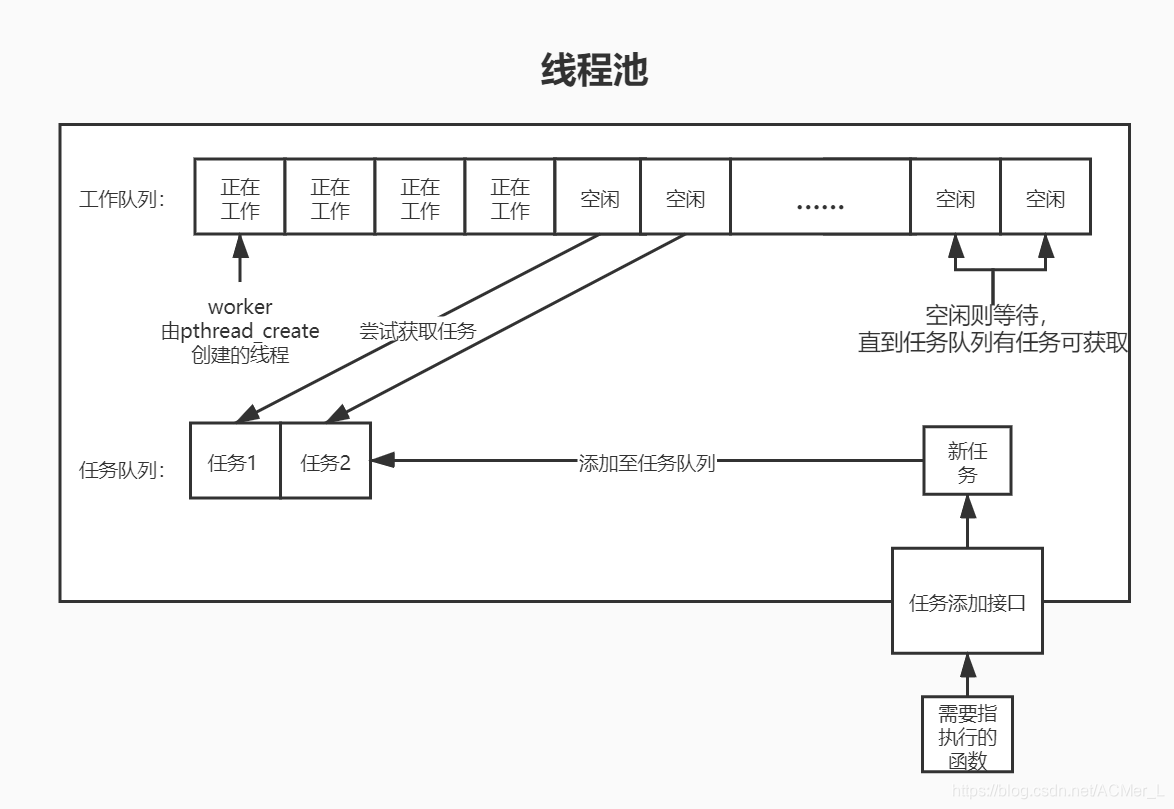 线程池
工作队列：
正在
工作
正在
工作
正在
工作
正在
工作
空闲
空闲
......
空闲
空闲
worker
由pthread_create
创建的线程
尝试获取任务
空闲则等待，
直到任务队列有任务可获取
任务队列：
任务1
任务2
添加至任务队列
新任
务
任务添加接口
需要指
执行的
函数
https://blog.csdn.net/ACMer_L